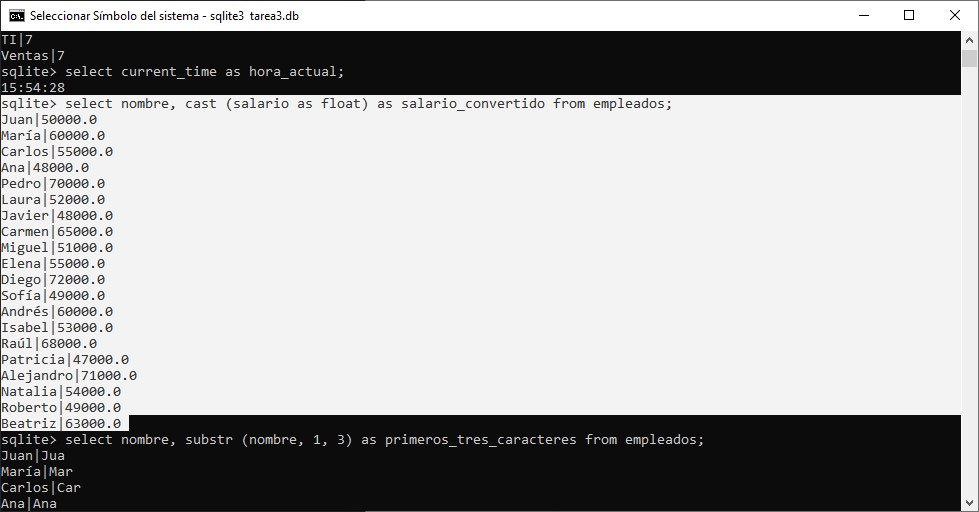 Seleccionar Símbolo del sistema - sqlite3 tarea3.db
TI|7
Ventas|7
sqlite> select current_time as hora_actual;
15:54:28
sqlite> select nombre, cast (salario as float) as salario_convertido from empleados;
Juan|50000.0
María|60000.0
Carlos|55000.0
Ana|48000.0
Pedro|70000.0
Laura|52000.0
Javier|48000.0
Carmen|65000.0
Miguel|51000.0
Elena|55000.0
Diego|72000.0
Sofía|49000.0
Andrés|60000.0
Isabel|53000.0
Raúl|68000.0
Patricia|47000.0
Alejandro|71000.0
Natalia|54000.0
Roberto|49000.0
Beatriz|63000.0
sqlite> select nombre, substr (nombre, 1, 3) as primeros_tres_caracteres from empleados;
Juan|Jua
María|Mar
Carlos|Car
Ana|Ana